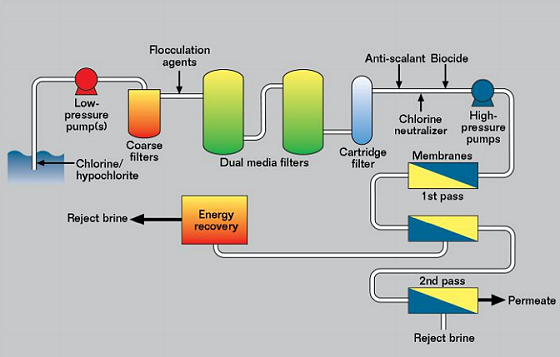 Flocculation
agents
Anti-scalant Biocide
Low-
pressure
pump(s)
Coarse
filters
Dual media filters
Cartridge
filter
Chlorine
neutralizer
High-
pressure
pumps
Chlorine/
hypochlorite
Membranes
1st pass
Reject brine
Energy
recovery
2nd pass
Permeate
Reject brine